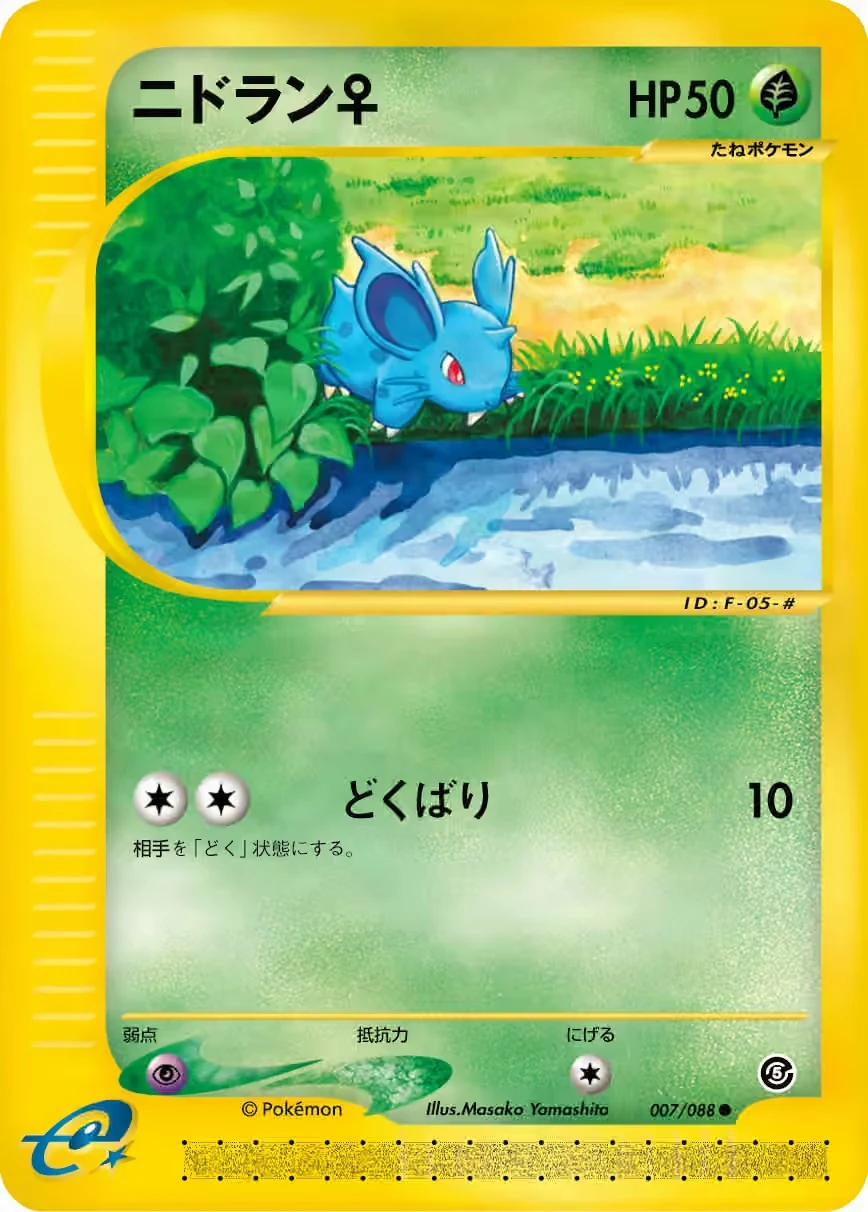 ニドラン♀ HP50
たねポケモン
ID:F-05-#
どくばり 10
相手を「どく」状態にする。
弱点 抵抗力 にげる
5
© Pokémon Illus.Masako Yamashita 007/088 ●
e